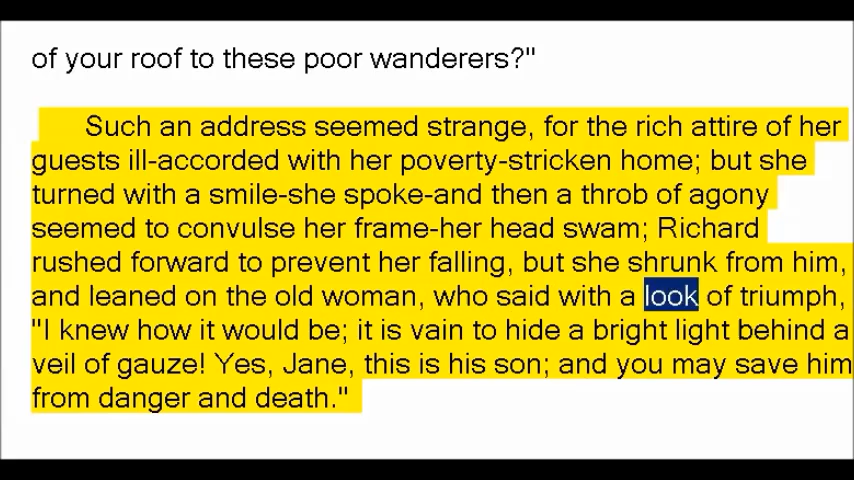 of your roof to these poor wanderers?"
Such an address seemed strange, for the rich attire of her
guests ill-accorded with her poverty-stricken home; but she
turned with a smile-she spoke-and then a throb of agony
seemed to convulse her frame-her head swam; Richard
rushed forward to prevent her falling, but she shrunk from him,
and leaned on the old woman, who said with a look of triumph,
"I knew how it would be; it is vain to hide a bright light behind a
veil of gauze! Yes, Jane, this is his son; and you may save him
from danger and death."